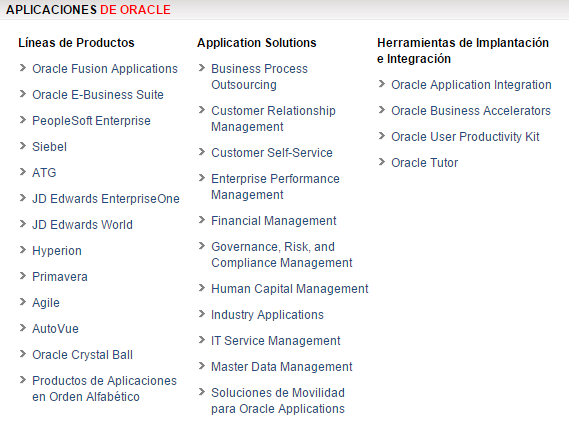 APLICACIONES DE ORACLE
Líneas de Productos
Oracle Fusion Applications
Oracle E-Business Suite
PeopleSoft Enterprise
Siebel
ATG
JD Edwards EnterpriseOne
JD Edwards World
Hyperion
Primavera
Agile
AutoVue
Oracle Crystal Ball
Productos de Aplicaciones
en Orden Alfabético
Application Solutions
Business Process
Outsourcing
Customer Relationship
Management
Customer Self-Service
Enterprise Performance
Management
Financial Management
Governance, Risk, and
Compliance Management
Human Capital Management
Industry Applications
IT Service Management
Master Data Management
Soluciones de Movilidad
para Oracle Applications
Herramientas de Implantación
e Integración
Oracle Application Integration
Oracle Business Accelerators
Oracle User Productivity Kit
Oracle Tutor